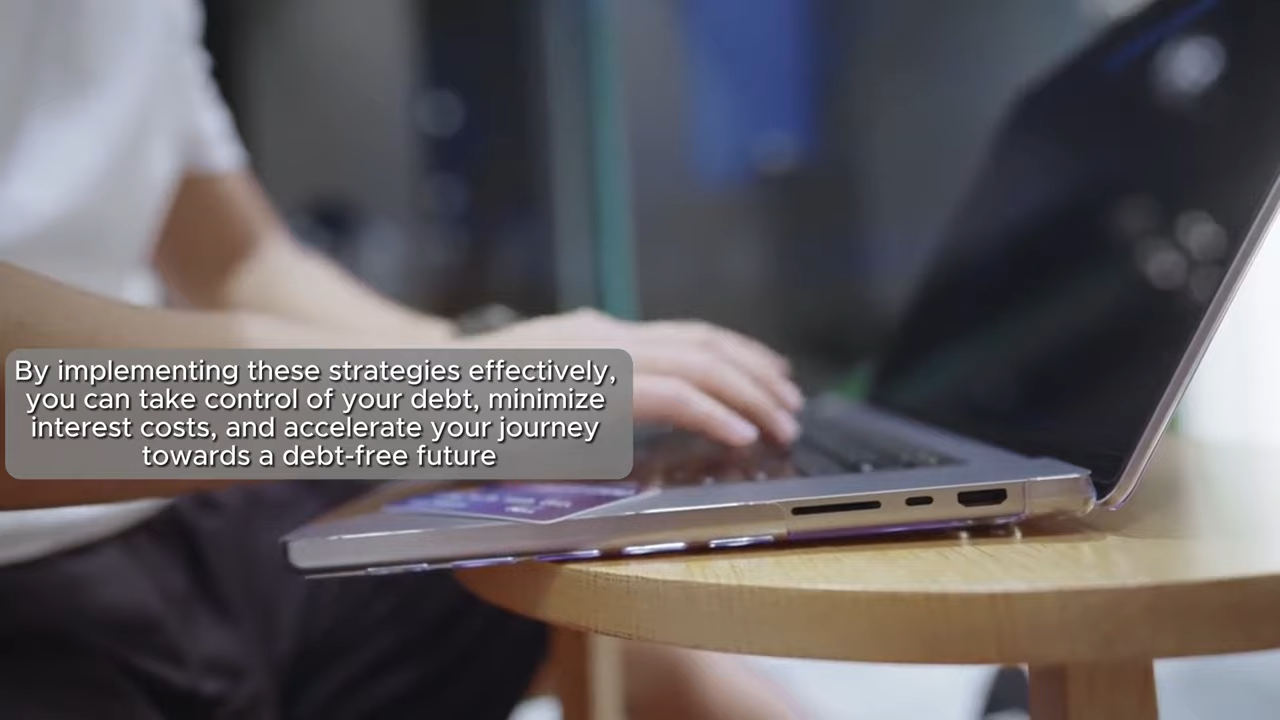 By implementing these strategies effectively,
you can take control of your debt, minimize
interest costs, and accelerate your journey
towards a debt-free future